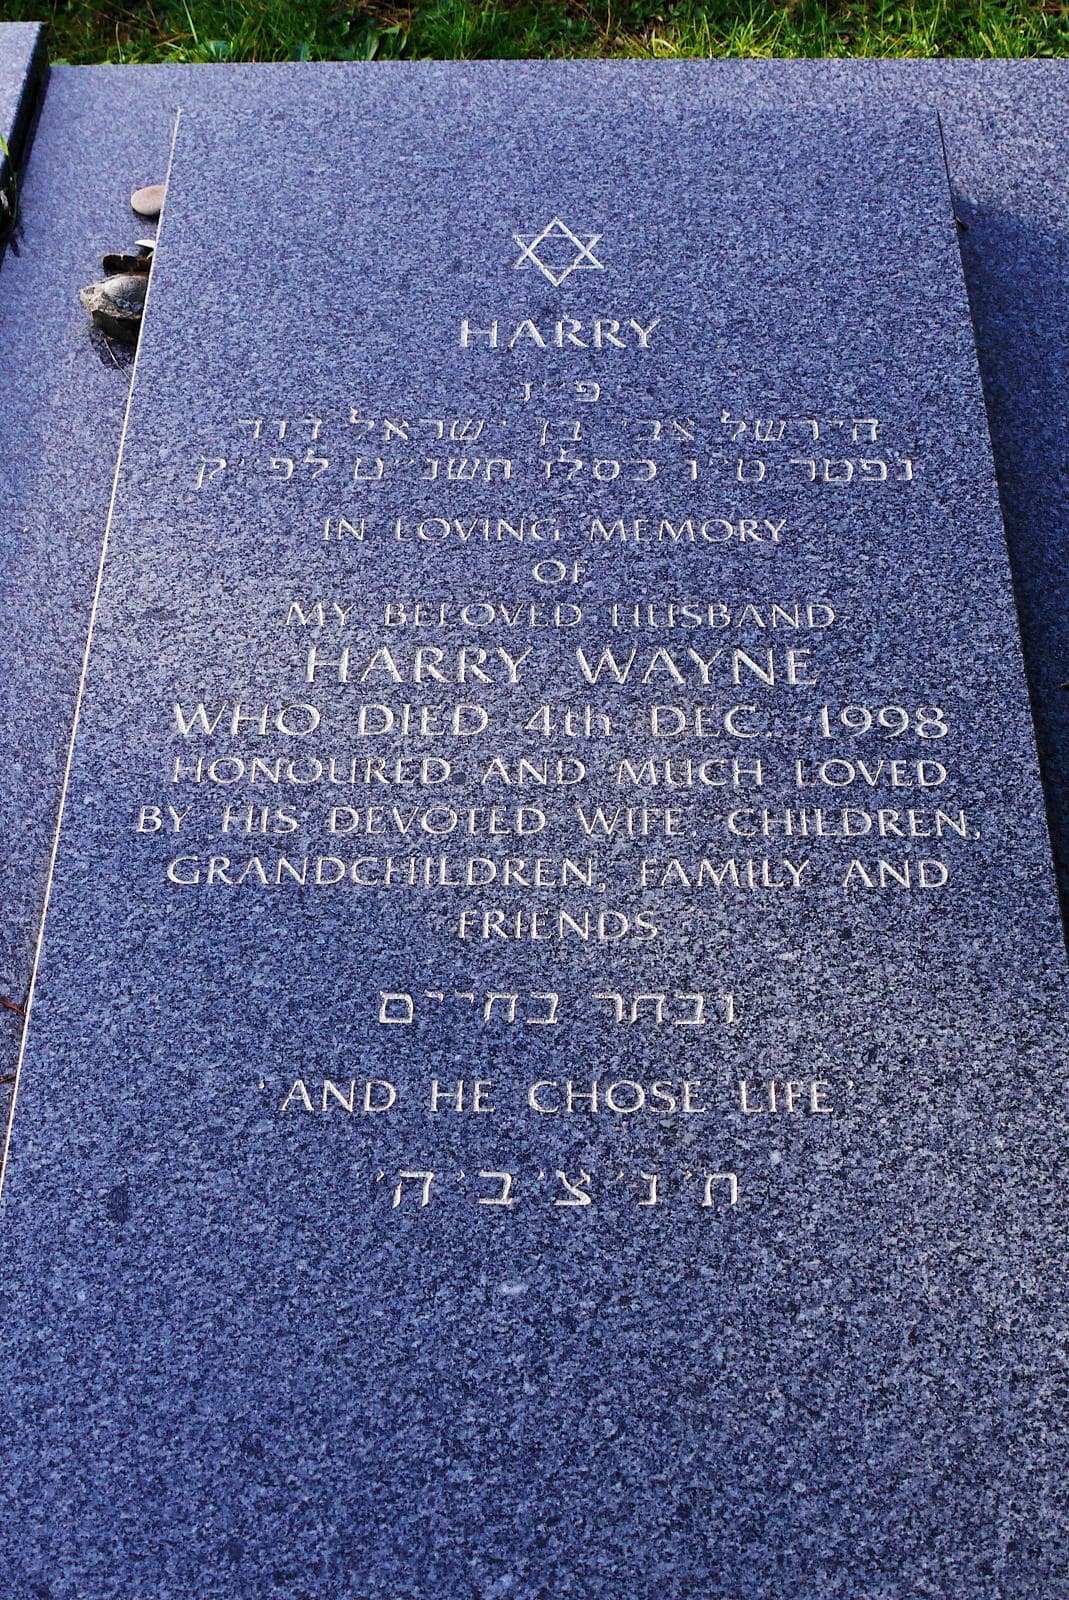 HARRY
פ״נ
הירשל צבי בן ישראל דוד
נפטר ט״ו כסלו תשנ״ט לפ״ק
IN LOVING MEMORY
OF
MY BELOVED HUSBAND
HARRY WAYNE
WHO DIED 4th DEC. 1998
HONOURED AND MUCH LOVED
BY HIS DEVOTED WIFE, CHILDREN,
GRANDCHILDREN, FAMILY AND
FRIENDS
ובחר בחיים
'AND HE CHOSE LIFE'
ת׳נ׳צ׳ב׳ה׳